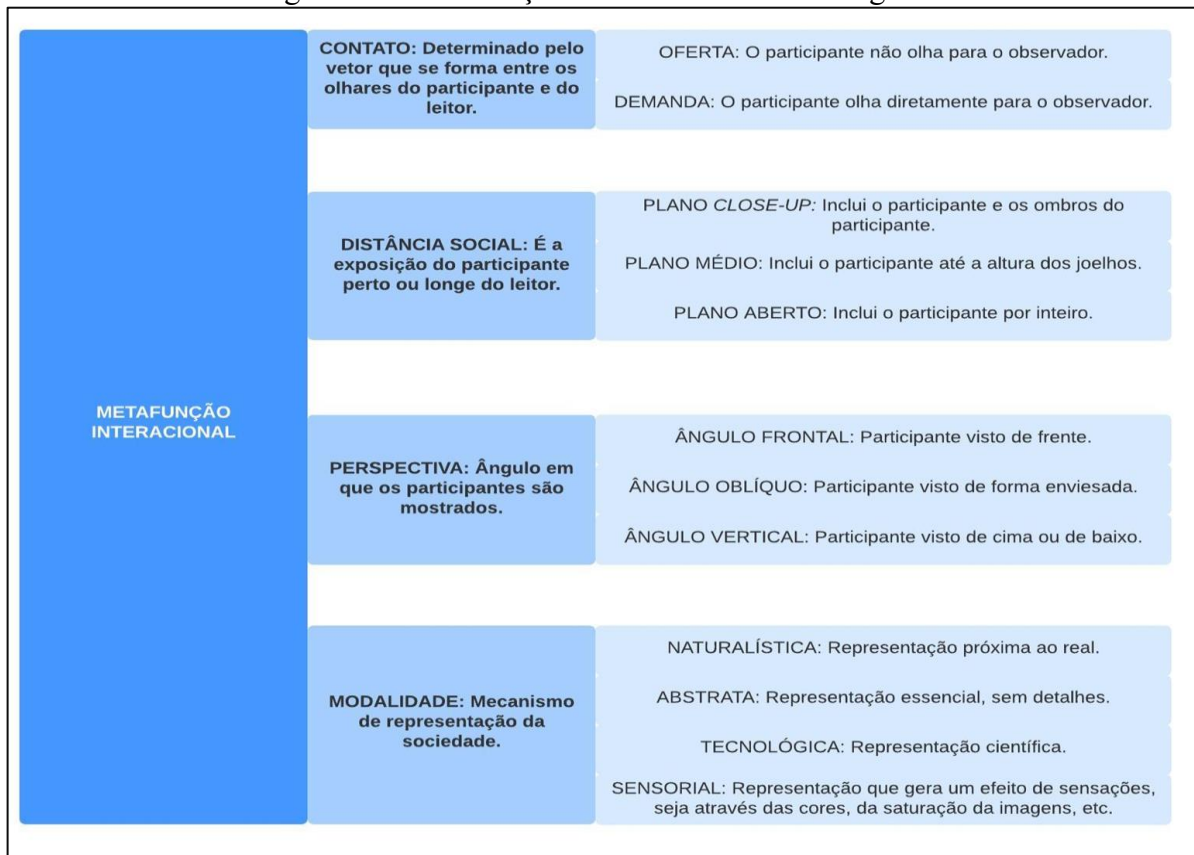 METAFUNÇÃO
INTERACIONAL
CONTATO: Determinado pelo
vetor que se forma entre os
olhares do participante e do
leitor.
OFERTA: O participante não olha para o observador.
DEMANDA: O participante olha diretamente para o observador.
DISTÂNCIA SOCIAL: É a
exposição do participante
perto ou longe do leitor.
PLANO CLOSE-UP: Inclui o participante e os ombros do
participante.
PLANO MÉDIO: Inclui o participante até a altura dos joelhos.
PLANO ABERTO: Inclui o participante por inteiro.
PERSPECTIVA: Ângulo em
que os participantes são
mostrados.
ÂNGULO FRONTAL: Participante visto de frente.
ÂNGULO OBLÍQUO: Participante visto de forma enviesada.
ÂNGULO VERTICAL: Participante visto de cima ou de baixo.
MODALIDADE: Mecanismo
de representação da
sociedade.
NATURALÍSTICA: Representação próxima ao real.
ABSTRATA: Representação essencial, sem detalhes.
TECNOLÓGICA: Representação científica.
SENSORIAL: Representação que gera um efeito de sensações,
seja através das cores, da saturação da imagens, etc.